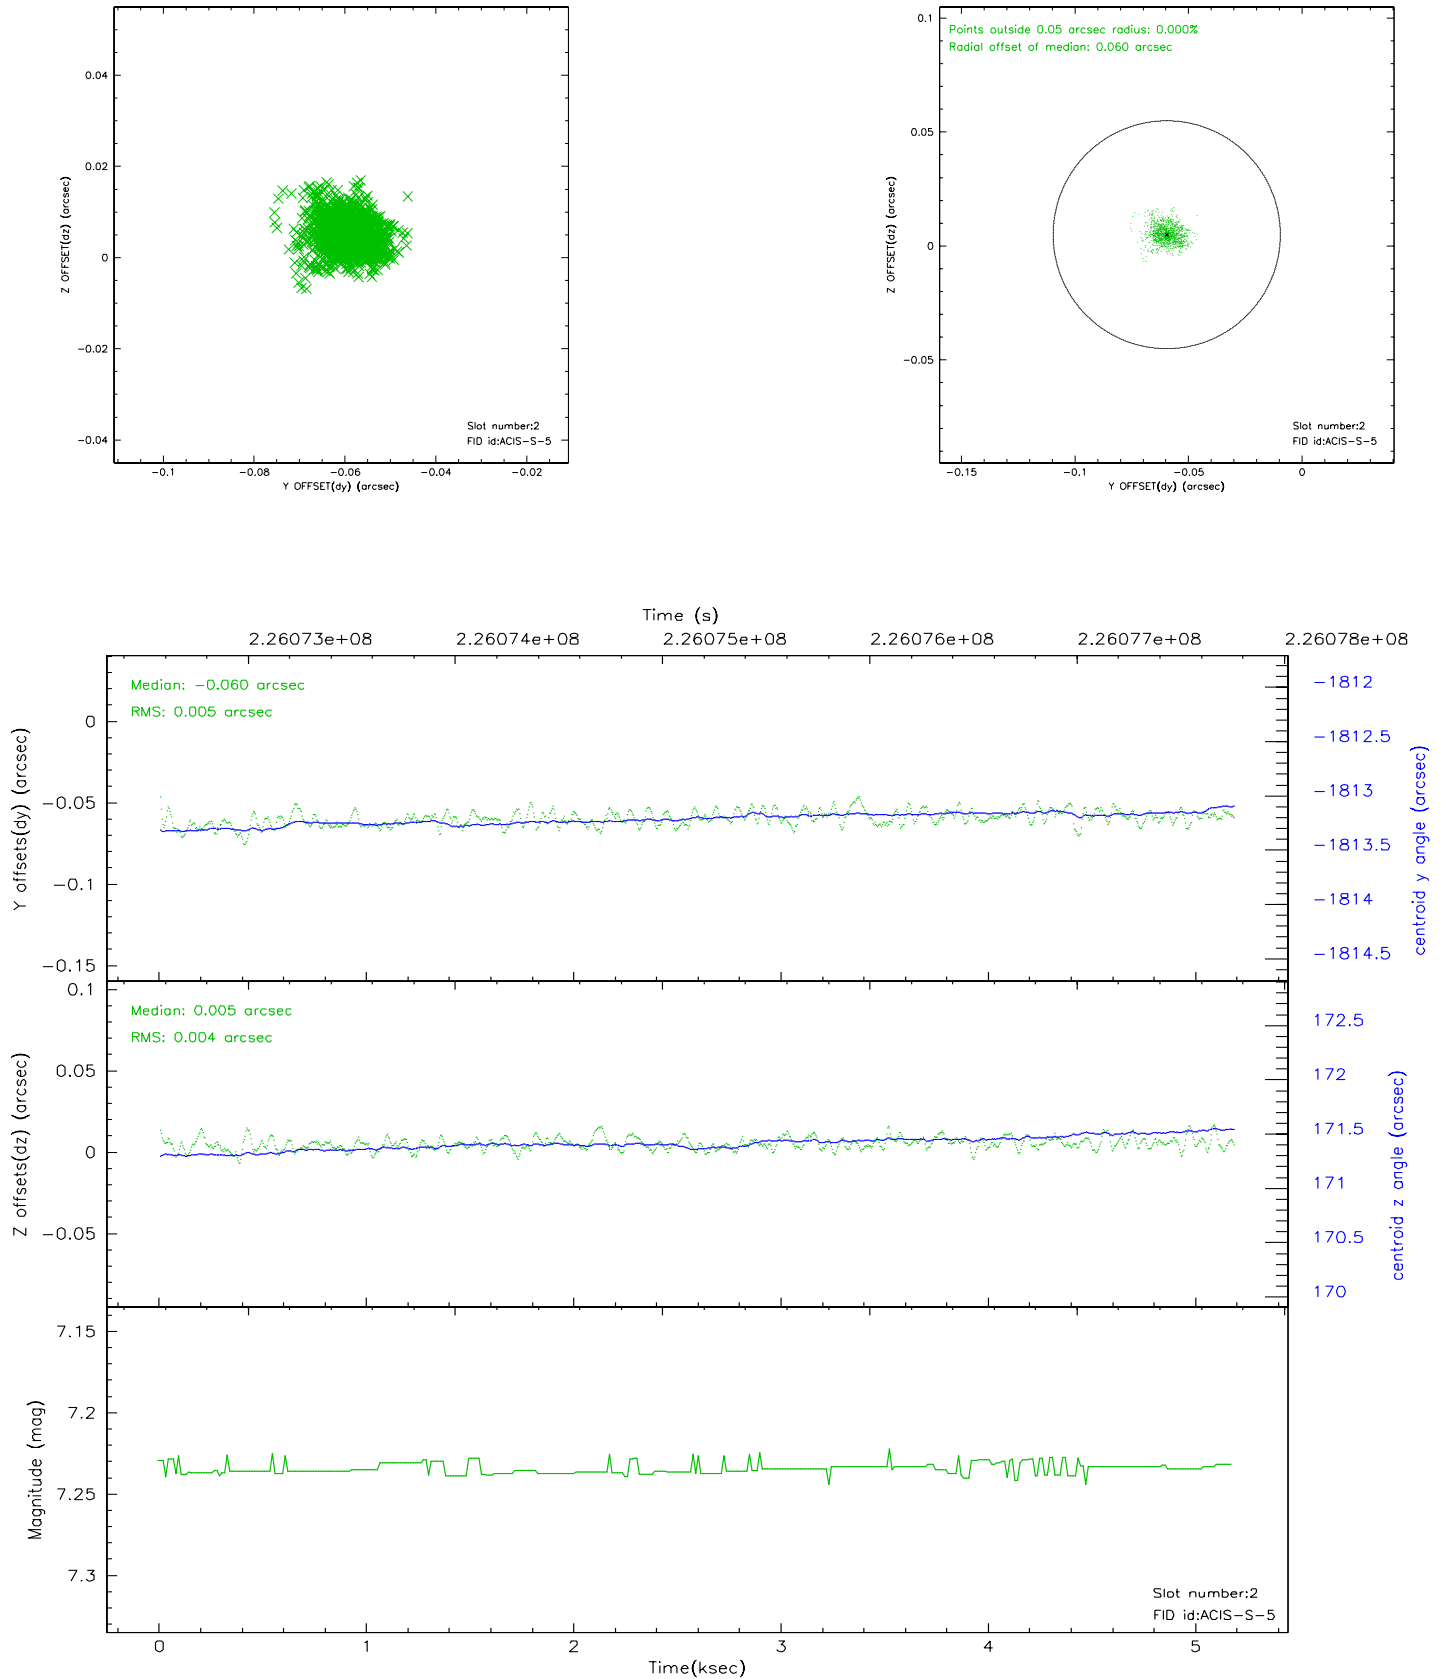 0.04
0.02
0
-0.02
-0.04
Z OFFSET(dz) (arcsec)
Slot number:2
FID id:ACIS-S-5
-0.1 -0.08 -0.06 -0.04 -0.02
Y OFFSET(dy) (arcsec)
Points outside 0.05 arcsec radius: 0.000%
Radial offset of median: 0.060 arcsec
0.1
0.05
0
-0.05
Z OFFSET(dz) (arcsec)
Slot number:2
FID id:ACIS-S-5
-0.15 -0.1 -0.05 0
Y OFFSET(dy) (arcsec)
Time (s)
2.26073e+08 2.26074e+08 2.26075e+08 2.26076e+08 2.26077e+08 2.26078e+08
Median: -0.060 arcsec
RMS: 0.005 arcsec
0
-0.05
-0.1
-0.15
Y offsets(dy) (arcsec)
-1812
-1812.5
-1813
-1813.5
-1814
-1814.5
centroid y angle (arcsec)
Median: 0.005 arcsec
RMS: 0.004 arcsec
0.1
0.05
0
-0.05
Z offsets(dz) (arcsec)
172.5
172
171.5
171
170.5
170
centroid z angle (arcsec)
7.15
7.2
7.25
7.3
Magnitude (mag)
Slot number:2
FID id:ACIS-S-5
0 1 2 3 4 5
Time(ksec)